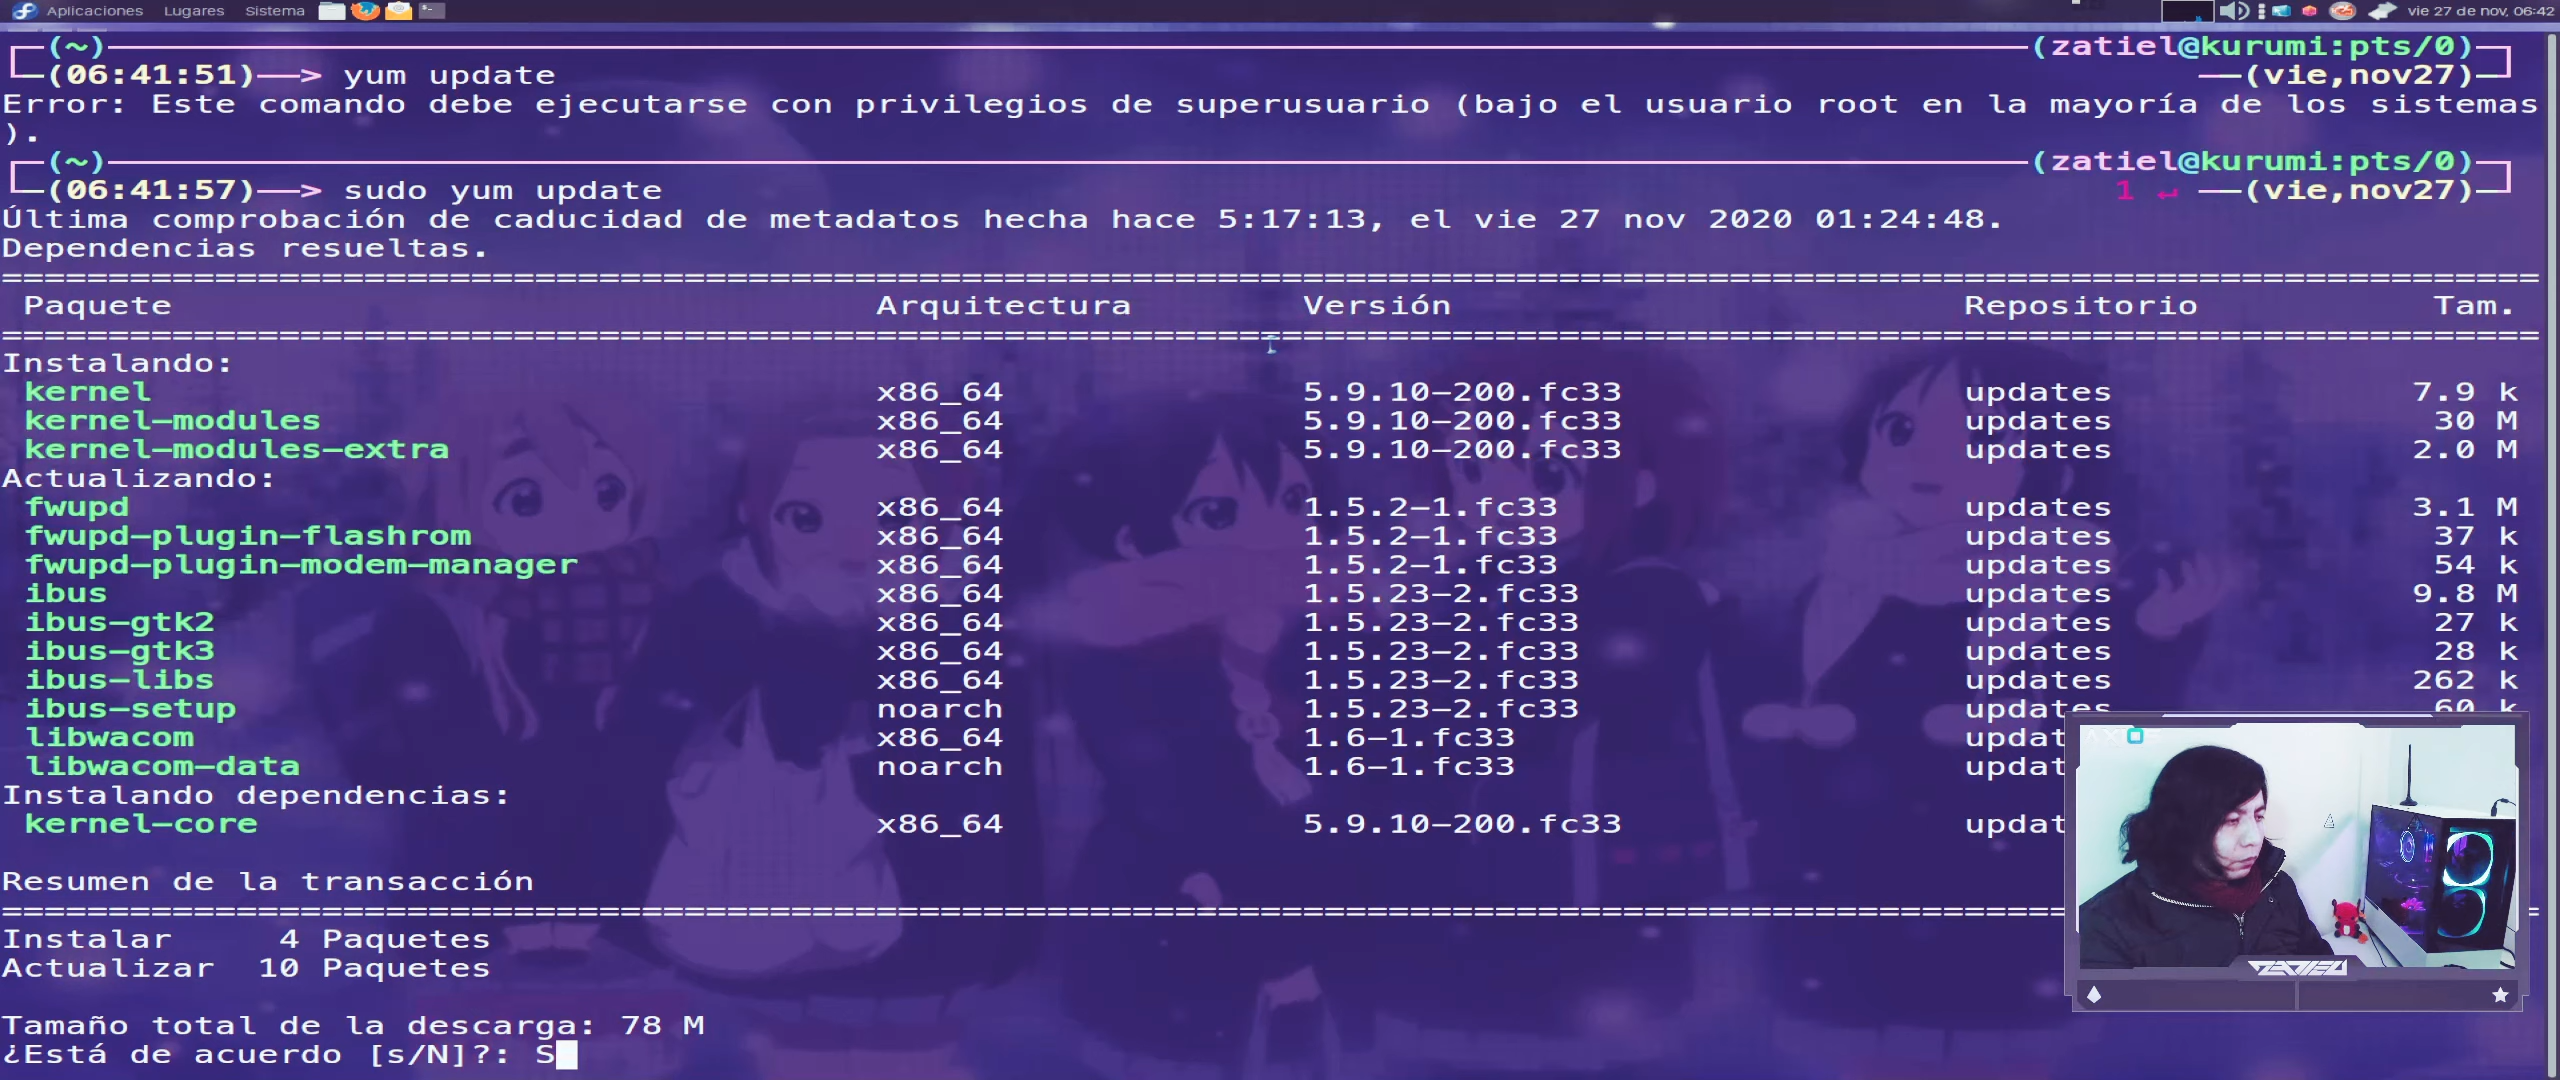 Aplicaciones Lugares Sistema vie 27 de nov, 06:42
(~) (zatiel@kurumi:pts/0)
(06:41:51)──> yum update ──(vie,nov27)
Error: Este comando debe ejecutarse con privilegios de superusuario (bajo el usuario root en la mayoría de los sistemas
).
(~) (zatiel@kurumi:pts/0)
(06:41:57)──> sudo yum update 1 ↵ ──(vie,nov27)
Última comprobación de caducidad de metadatos hecha hace 5:17:13, el vie 27 nov 2020 01:24:48.
Dependencias resueltas.
Paquete Arquitectura Versión Repositorio Tam.
Instalando:
kernel x86_64 5.9.10-200.fc33 updates 7.9 k
kernel-modules x86_64 5.9.10-200.fc33 updates 30 M
kernel-modules-extra x86_64 5.9.10-200.fc33 updates 2.0 M
Actualizando:
fwupd x86_64 1.5.2-1.fc33 updates 3.1 M
fwupd-plugin-flashrom x86_64 1.5.2-1.fc33 updates 37 k
fwupd-plugin-modem-manager x86_64 1.5.2-1.fc33 updates 54 k
ibus x86_64 1.5.23-2.fc33 updates 9.8 M
ibus-gtk2 x86_64 1.5.23-2.fc33 updates 27 k
ibus-gtk3 x86_64 1.5.23-2.fc33 updates 28 k
ibus-libs x86_64 1.5.23-2.fc33 updates 262 k
ibus-setup noarch 1.5.23-2.fc33 updates 60 k
libwacom x86_64 1.6-1.fc33 updat
libwacom-data noarch 1.6-1.fc33 updat
Instalando dependencias:
kernel-core x86_64 5.9.10-200.fc33 updat
Resumen de la transacción
Instalar 4 Paquetes
Actualizar 10 Paquetes
Tamaño total de la descarga: 78 M
¿Está de acuerdo [s/N]?: S